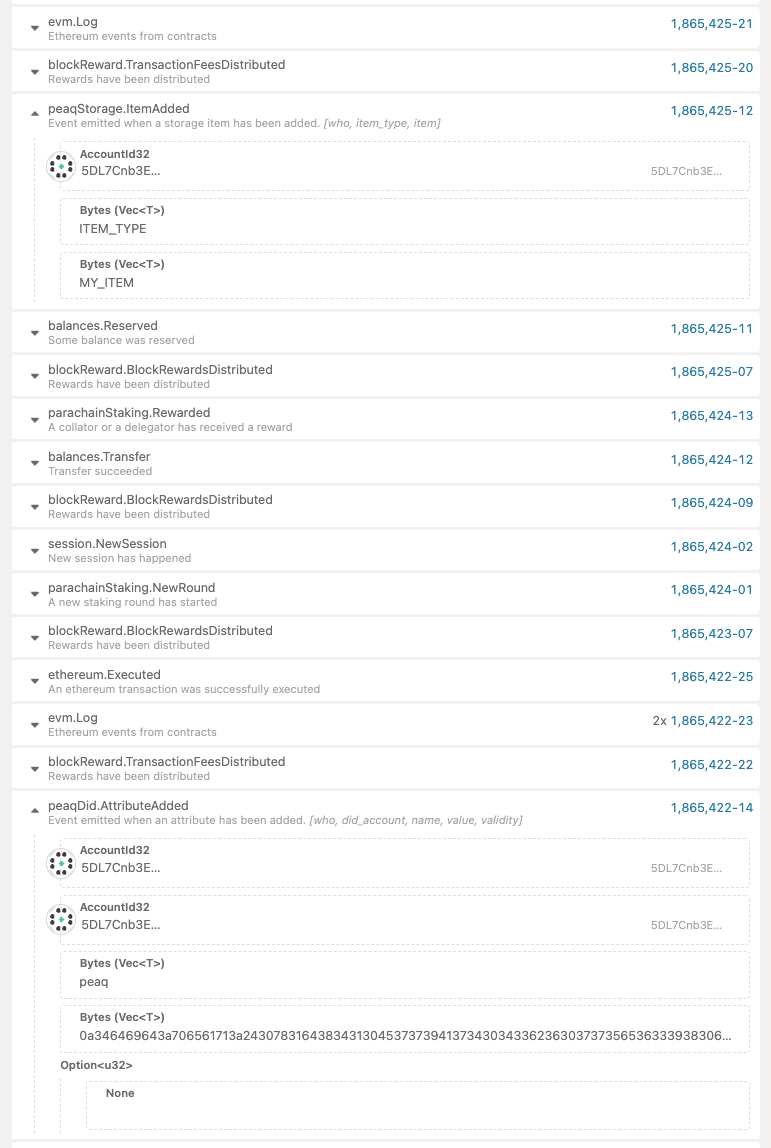 evm.Log
1,865,425-21
Ethereum events from contracts
blockReward.TransactionFeesDistributed
1,865,425-20
Rewards have been distributed
peaqStorage.ItemAdded
1,865,425-12
Event emitted when a storage item has been added. [who, item_type, item]
AccountId32
5DL7Cnb3E...
5DL7Cnb3E...
Bytes (Vec<T>)
ITEM_TYPE
Bytes (Vec<T>)
MY_ITEM
balances.Reserved
1,865,425-11
Some balance was reserved
blockReward.BlockRewardsDistributed
1,865,425-07
Rewards have been distributed
parachainStaking.Rewarded
1,865,424-13
A collator or a delegator has received a reward
balances.Transfer
1,865,424-12
Transfer succeeded
blockReward.BlockRewardsDistributed
1,865,424-09
Rewards have been distributed
session.NewSession
1,865,424-02
New session has happened
parachainStaking.NewRound
1,865,424-01
A new staking round has started
blockReward.BlockRewardsDistributed
1,865,423-07
Rewards have been distributed
ethereum.Executed
1,865,422-25
An ethereum transaction was successfully executed
evm.Log
2x 1,865,422-23
Ethereum events from contracts
blockReward.TransactionFeesDistributed
1,865,422-22
Rewards have been distributed
peaqDid.AttributeAdded
1,865,422-14
Event emitted when an attribute has been added. [who, did_account, name, value, validity]
AccountId32
5DL7Cnb3E...
5DL7Cnb3E...
AccountId32
5DL7Cnb3E...
5DL7Cnb3E...
Bytes (Vec<T>)
peaq
Bytes (Vec<T>)
0a346469643a706561713a24307831643834313045373739413734303433623630373735653633393830 6...
Option<u32>
None